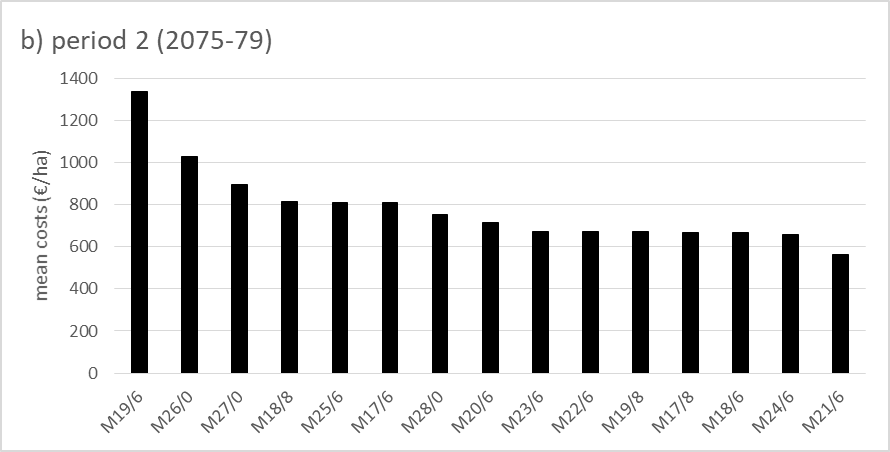 b) period 2 (2075-79)
mean costs (€/ha)
1400
1200
1000
800
600
400
200
0
M19/6
M26/0
M27/0
M18/8
M25/6
M17/6
M28/0
M20/6
M23/6
M22/6
M19/8
M17/8
M18/6
M24/6
M21/6